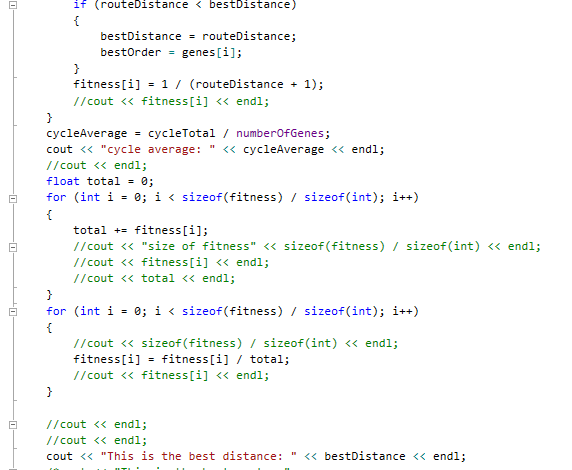 if (routeDistance < bestDistance)
{
bestDistance = routeDistance;
bestOrder = genes[i];
}
fitness[i] = 1 / (routeDistance + 1);
//cout << fitness[i] << endl;
}
cycleAverage = cycleTotal / numberOfGenes;
cout << "cycle average: " << cycleAverage << endl;
//cout << endl;
float total = 0;
for (int i = 0; i < sizeof(fitness) / sizeof(int); i++)
{
total += fitness[i];
//cout << "size of fitness" << sizeof(fitness) / sizeof(int) << endl;
//cout << fitness[i] << endl;
//cout << total << endl;
}
for (int i = 0; i < sizeof(fitness) / sizeof(int); i++)
{
//cout << sizeof(fitness) / sizeof(int) << endl;
fitness[i] = fitness[i] / total;
//cout << fitness[i] << endl;
}
//cout << endl;
//cout << endl;
cout << "This is the best distance: " << bestDistance << endl;